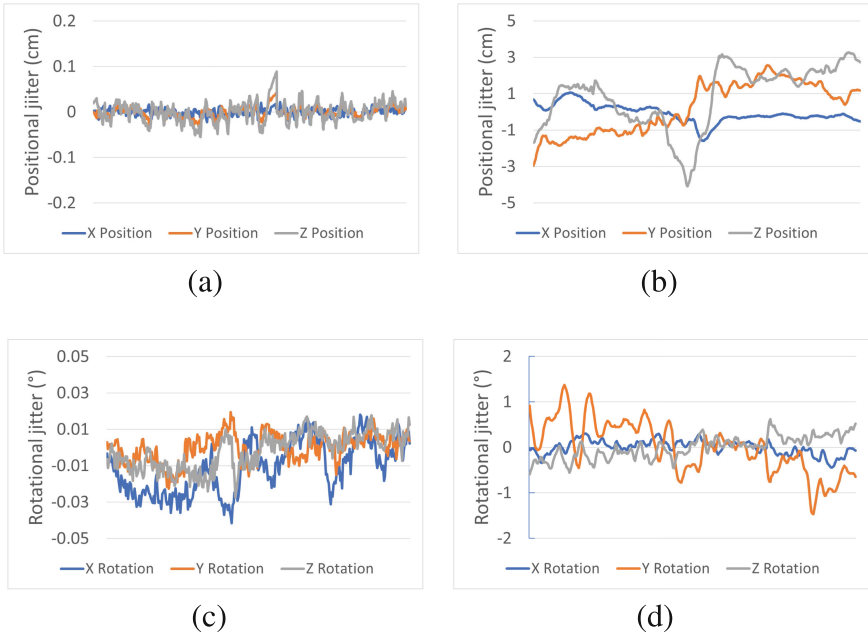 Positional jiiter (cm)
0.2
0.1
0
-0.1
-0.2
X Position Y Position Z Position
(a)
Positional jitter (cm)
5
3
1
-1
-3
-5
X Position Y Position Z Position
(b)
Rotational jitter (°)
0.05
0.03
0.01
-0.01
-0.03
-0.05
X Rotation Y Rotation Z Rotation
(c)
Rotational jitter (°)
2
1
0
-1
-2
X Rotation Y Rotation Z Rotation
(d)